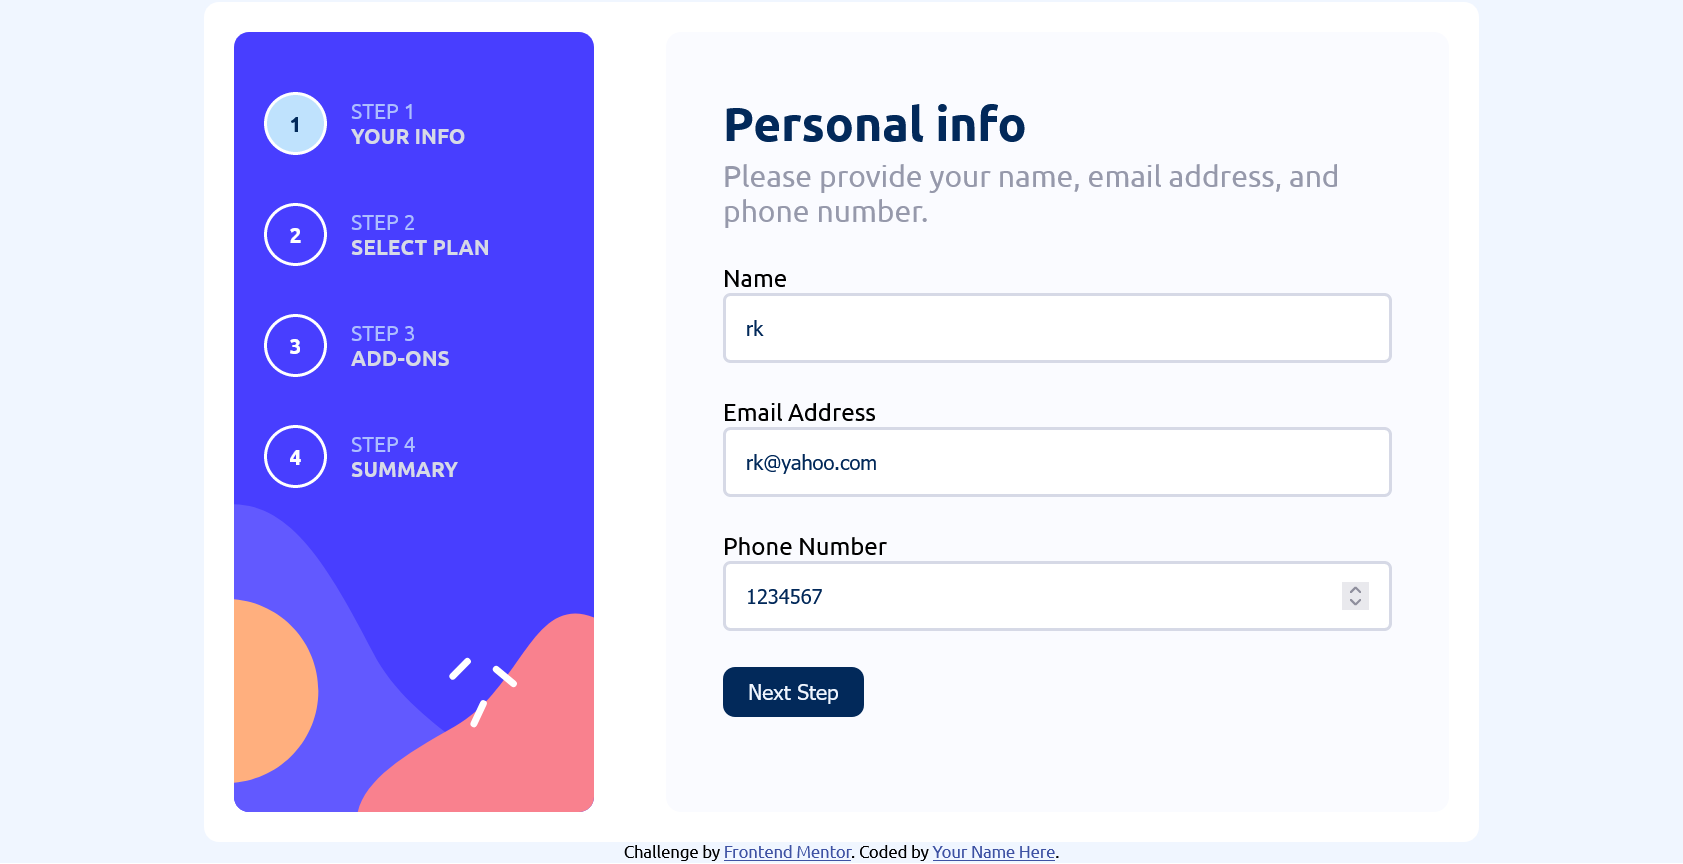 1
STEP 1
YOUR INFO
2
STEP 2
SELECT PLAN
3
STEP 3
ADD-ONS
4
STEP 4
SUMMARY
Personal info
Please provide your name, email address, and
phone number.
Name
rk
Email Address
rk@yahoo.com
Phone Number
1234567
Next Step
Challenge by Frontend Mentor. Coded by Your Name Here.